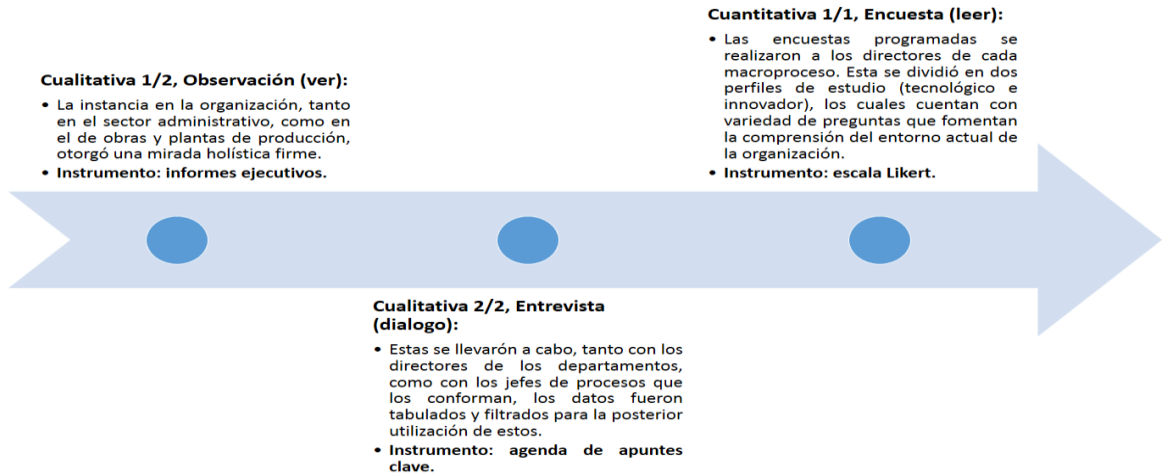 Cualitativa 1/2, Observación (ver):
• La instancia en la organización, tanto
en el sector administrativo, como en
el de obras y plantas de producción,
otorgó una mirada holística firme.
• Instrumento: informes ejecutivos.
Cualitativa 2/2, Entrevista
(dialogo):
• Estas se llevarón a cabo, tanto con los
directores de los departamentos,
como con los jefes de procesos que
los conforman, los datos fueron
tabulados y filtrados para la posterior
utilización de estos.
• Instrumento: agenda de apuntes
clave.
Cuantitativa 1/1, Encuesta (leer):
• Las encuestas programadas se
realizaron a los directores de cada
macroproceso. Esta se dividió en dos
perfiles de estudio (tecnológico e
innovador), los cuales cuentan con
variedad de preguntas que fomentan
la comprensión del entorno actual de
la organización.
• Instrumento: escala Likert.